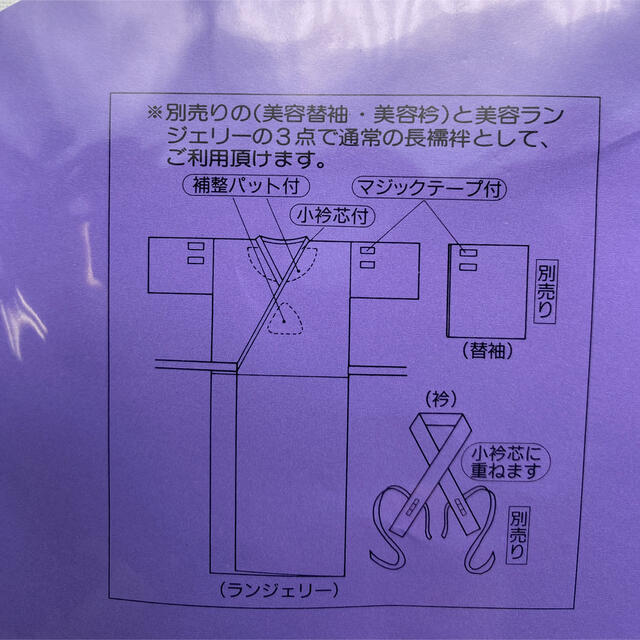 ※別売りの(美容替袖・美容衿)と美容ラン
ジェリーの3点で通常の長襦袢として、
ご利用頂けます。
補整パット付
マジックテープ付
小衿芯付
別売り
(替袖)
(衿)
小衿芯に
重ねます
別売り
(ランジェリー)